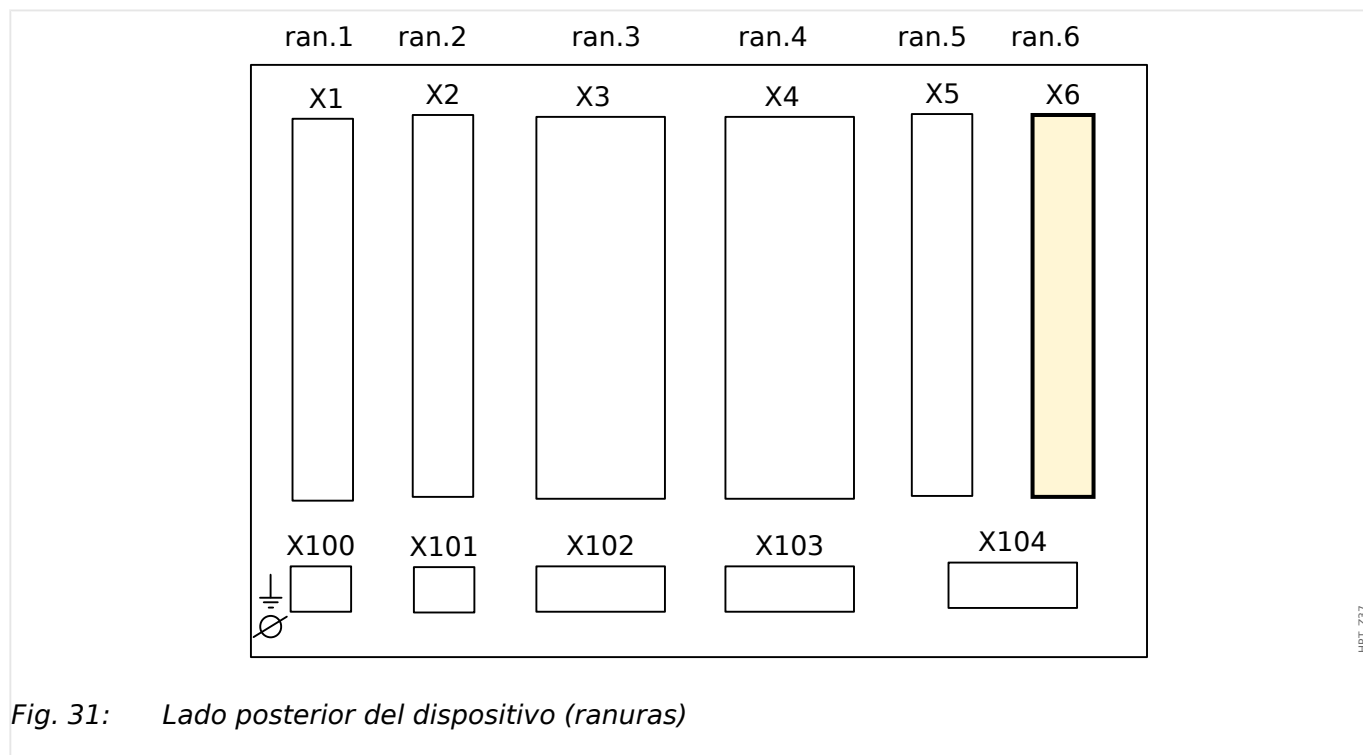 ran.1 ran.2 ran.3 ran.4 ran.5 ran.6
X1 X2 X3 X4 X5 X6
X100 X101 X102 X103 X104
Fig. 31: Lado posterior del dispositivo (ranuras)